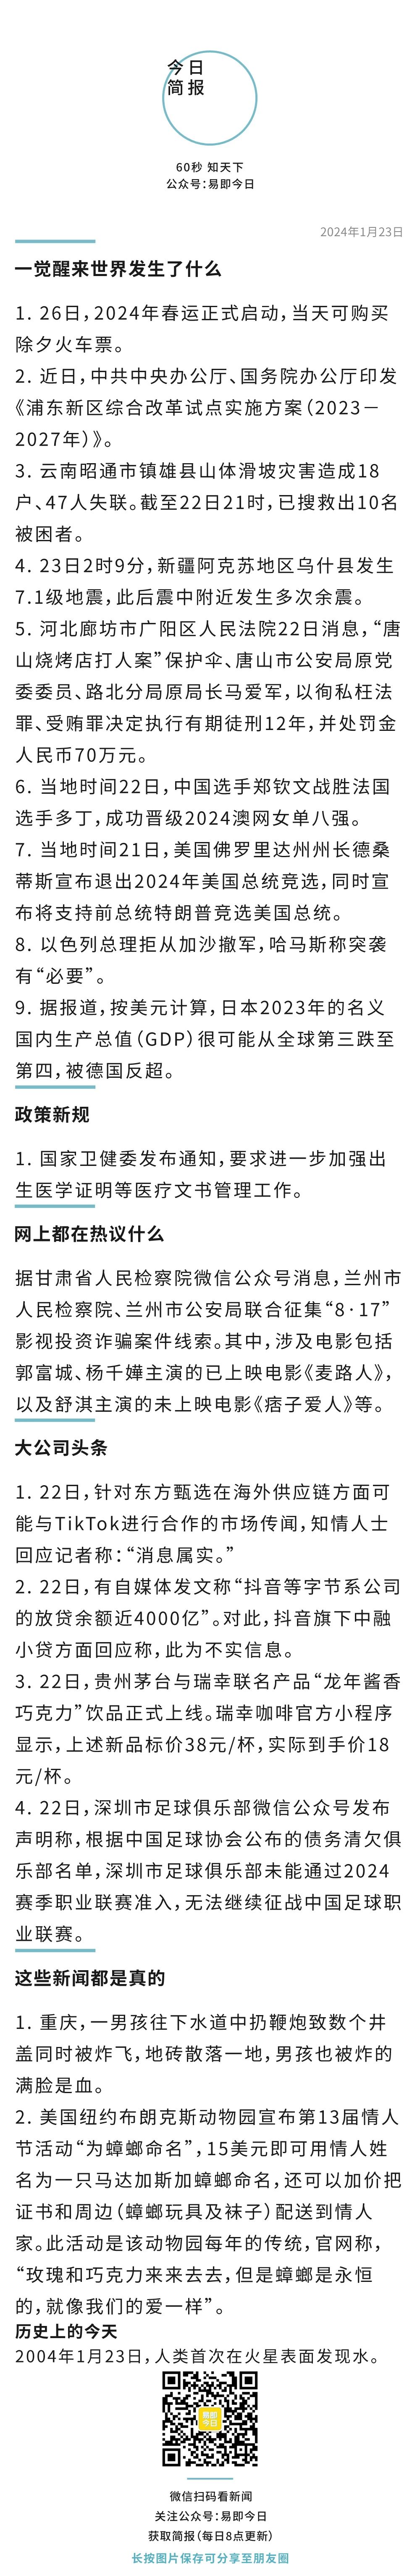 今日
简报
60秒 知天下
公众号：易即今日
2024年1月23日
一觉醒来世界发生了什么
1. 26日，2024年春运正式启动，当天可购买
除夕火车票。
2. 近日，中共中央办公厅、国务院办公厅印发
《浦东新区综合改革试点实施方案（2023－
2027年）》。
3. 云南昭通市镇雄县山体滑坡灾害造成18
户、47人失联。截至22日21时，已搜救出10名
被困者。
4. 23日2时9分，新疆阿克苏地区乌什县发生
7.1级地震，此后震中附近发生多次余震。
5. 河北廊坊市广阳区人民法院22日消息，“唐
山烧烤店打人案”保护伞、唐山市公安局原党
委委员、路北分局原局长马爱军，以徇私枉法
罪、受贿罪决定执行有期徒刑12年，并处罚金
人民币70万元。
6. 当地时间22日，中国选手郑钦文战胜法国
选手多丁，成功晋级2024澳网女单八强。
7. 当地时间21日，美国佛罗里达州州长德桑
蒂斯宣布退出2024年美国总统竞选，同时宣
布将支持前总统特朗普竞选美国总统。
8. 以色列总理拒从加沙撤军，哈马斯称突袭
有“必要”。
9. 据报道，按美元计算，日本2023年的名义
国内生产总值（GDP）很可能从全球第三跌至
第四，被德国反超。
政策新规
1. 国家卫健委发布通知，要求进一步加强出
生医学证明等医疗文书管理工作。
网上都在热议什么
据甘肃省人民检察院微信公众号消息，兰州市
人民检察院、兰州市公安局联合征集“8·17”
影视投资诈骗案件线索。其中，涉及电影包括
郭富城、杨千嬅主演的已上映电影《麦路人》，
以及舒淇主演的未上映电影《痞子爱人》等。
大公司头条
1. 22日，针对东方甄选在海外供应链方面可
能与TikTok进行合作的市场传闻，知情人士
回应记者称：“消息属实。”
2. 22日，有自媒体发文称“抖音等字节系公司
的放贷余额近4000亿”。对此，抖音旗下中融
小贷方面回应称，此为不实信息。
3. 22日，贵州茅台与瑞幸联名产品“龙年酱香
巧克力”饮品正式上线。瑞幸咖啡官方小程序
显示，上述新品标价38元/杯，实际到手价18
元/杯。
4. 22日，深圳市足球俱乐部微信公众号发布
声明称，根据中国足球协会公布的债务清欠俱
乐部名单，深圳市足球俱乐部未能通过2024
赛季职业联赛准入，无法继续征战中国足球职
业联赛。
这些新闻都是真的
1. 重庆，一男孩往下水道中扔鞭炮致数个井
盖同时被炸飞，地砖散落一地，男孩也被炸的
满脸是血。
2. 美国纽约布朗克斯动物园宣布第13届情人
节活动“为蟑螂命名”，15美元即可用情人姓
名为一只马达加斯加蟑螂命名，还可以加价把
证书和周边（蟑螂玩具及袜子）配送到情人
家。此活动是该动物园每年的传统，官网称，
“玫瑰和巧克力来来去去，但是蟑螂是永恒
的，就像我们的爱一样”。
历史上的今天
2004年1月23日，人类首次在火星表面发现水。
易即
今日
微信扫码看新闻
关注公众号：易即今日
获取简报（每日8点更新）
长按图片保存可分享至朋友圈